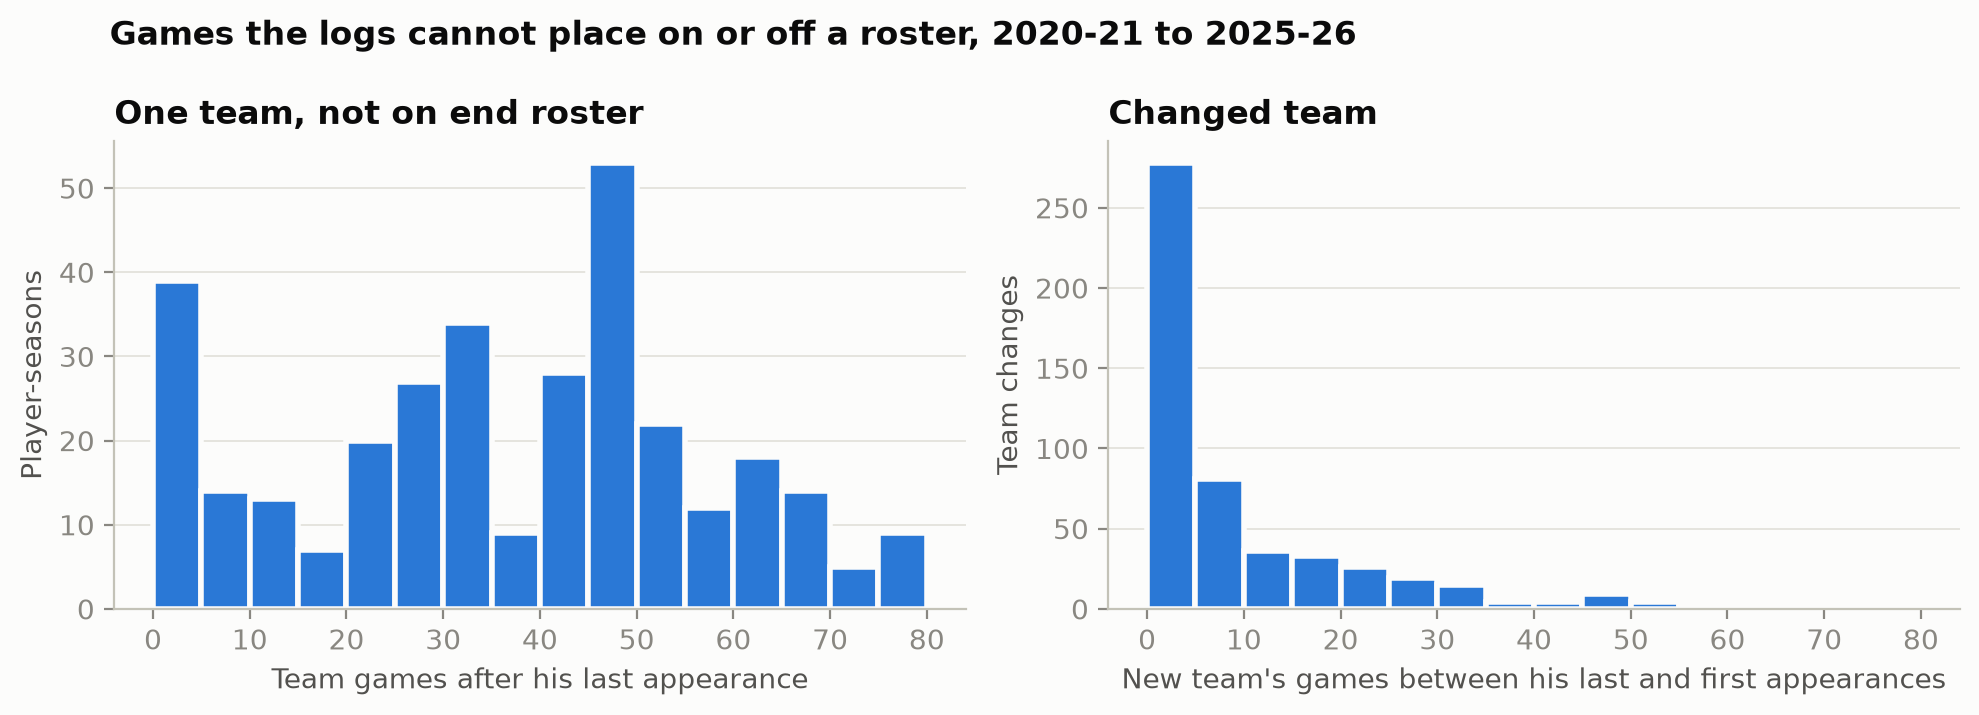 Games the logs cannot place on or off a roster, 2020-21 to 2025-26
One team, not on end roster
Player-seasons
50
40
30
20
10
0
0 10 20 30 40 50 60 70 80
Team games after his last appearance
Changed team
Team changes
250
200
150
100
50
0
0 10 20 30 40 50 60 70 80
New team's games between his last and first appearances